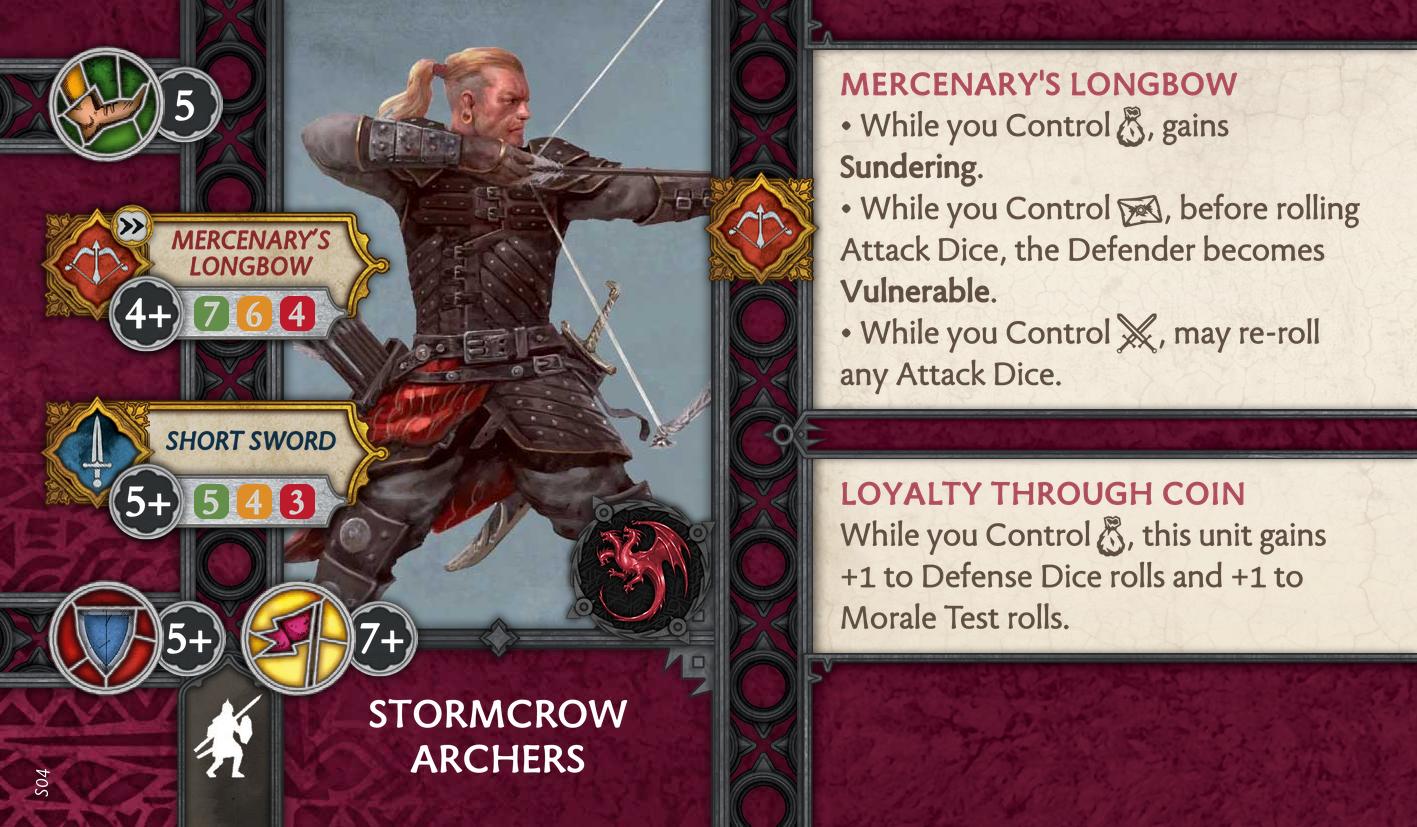 5
MERCENARY'S
LONGBOW
4+ 7 6 4
SHORT SWORD
5+ 5 4 3
5+ 7+
STORMCROW
ARCHERS
S04
MERCENARY'S LONGBOW
• While you Control , gains
Sundering.
• While you Control , before rolling
Attack Dice, the Defender becomes
Vulnerable.
• While you Control , may re-roll
any Attack Dice.
LOYALTY THROUGH COIN
While you Control , this unit gains
+1 to Defense Dice rolls and +1 to
Morale Test rolls.